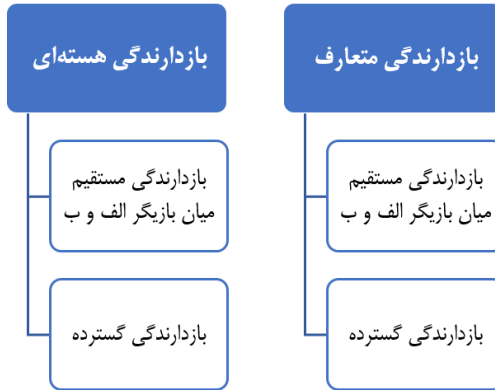 بازدارندگی متعارف
بازدارندگی مستقیم
میان بازیگر الف و ب
بازدارندگی گسترده
بازدارندگی هسته‌ای
بازدارندگی مستقیم
میان بازیگر الف و ب
بازدارندگی گسترده